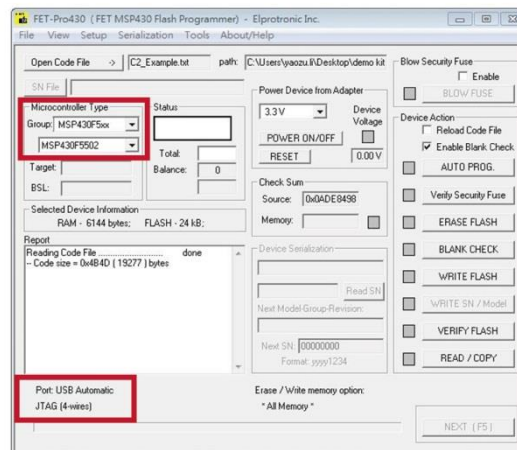 FET-Pro430 (FET MSP430 Flash Programmer) - Elprotronic Inc.
File View Setup Serialization Tools About/Help
Open Code File -> C2_Example.txt path: C:\Users\yaozu.li\Desktop\demo kit
SN File
Microcontroller Type
Group: MSP430F5xx
MSP430F5502
Target:
BSL:
Status
Total:
Balance: 0
Selected Device Information
RAM - 6144 bytes; FLASH - 24 kB;
Report
Reading Code File ........................ done
-- Code size = 0x4B4D ( 19277 ) bytes
Power Device from Adapter
3.3 V
Device Voltage
POWER ON/OFF
RESET 0.00 V
Check Sum
Source: 0x0ADE8498
Memory:
Device Serialization
Read SN
Next Model-Group-Revision:
Next SN: 00000000
Format: yyyy1234
Blow Security Fuse
Enable
BLOW FUSE
Device Action
Reload Code File
Enable Blank Check
AUTO PROG.
Verify Security Fuse
ERASE FLASH
BLANK CHECK
WRITE FLASH
WRITE SN / Model
VERIFY FLASH
READ / COPY
Port: USB Automatic
JTAG (4-wires)
Erase / Write memory option:
* All Memory *
NEXT (F5)